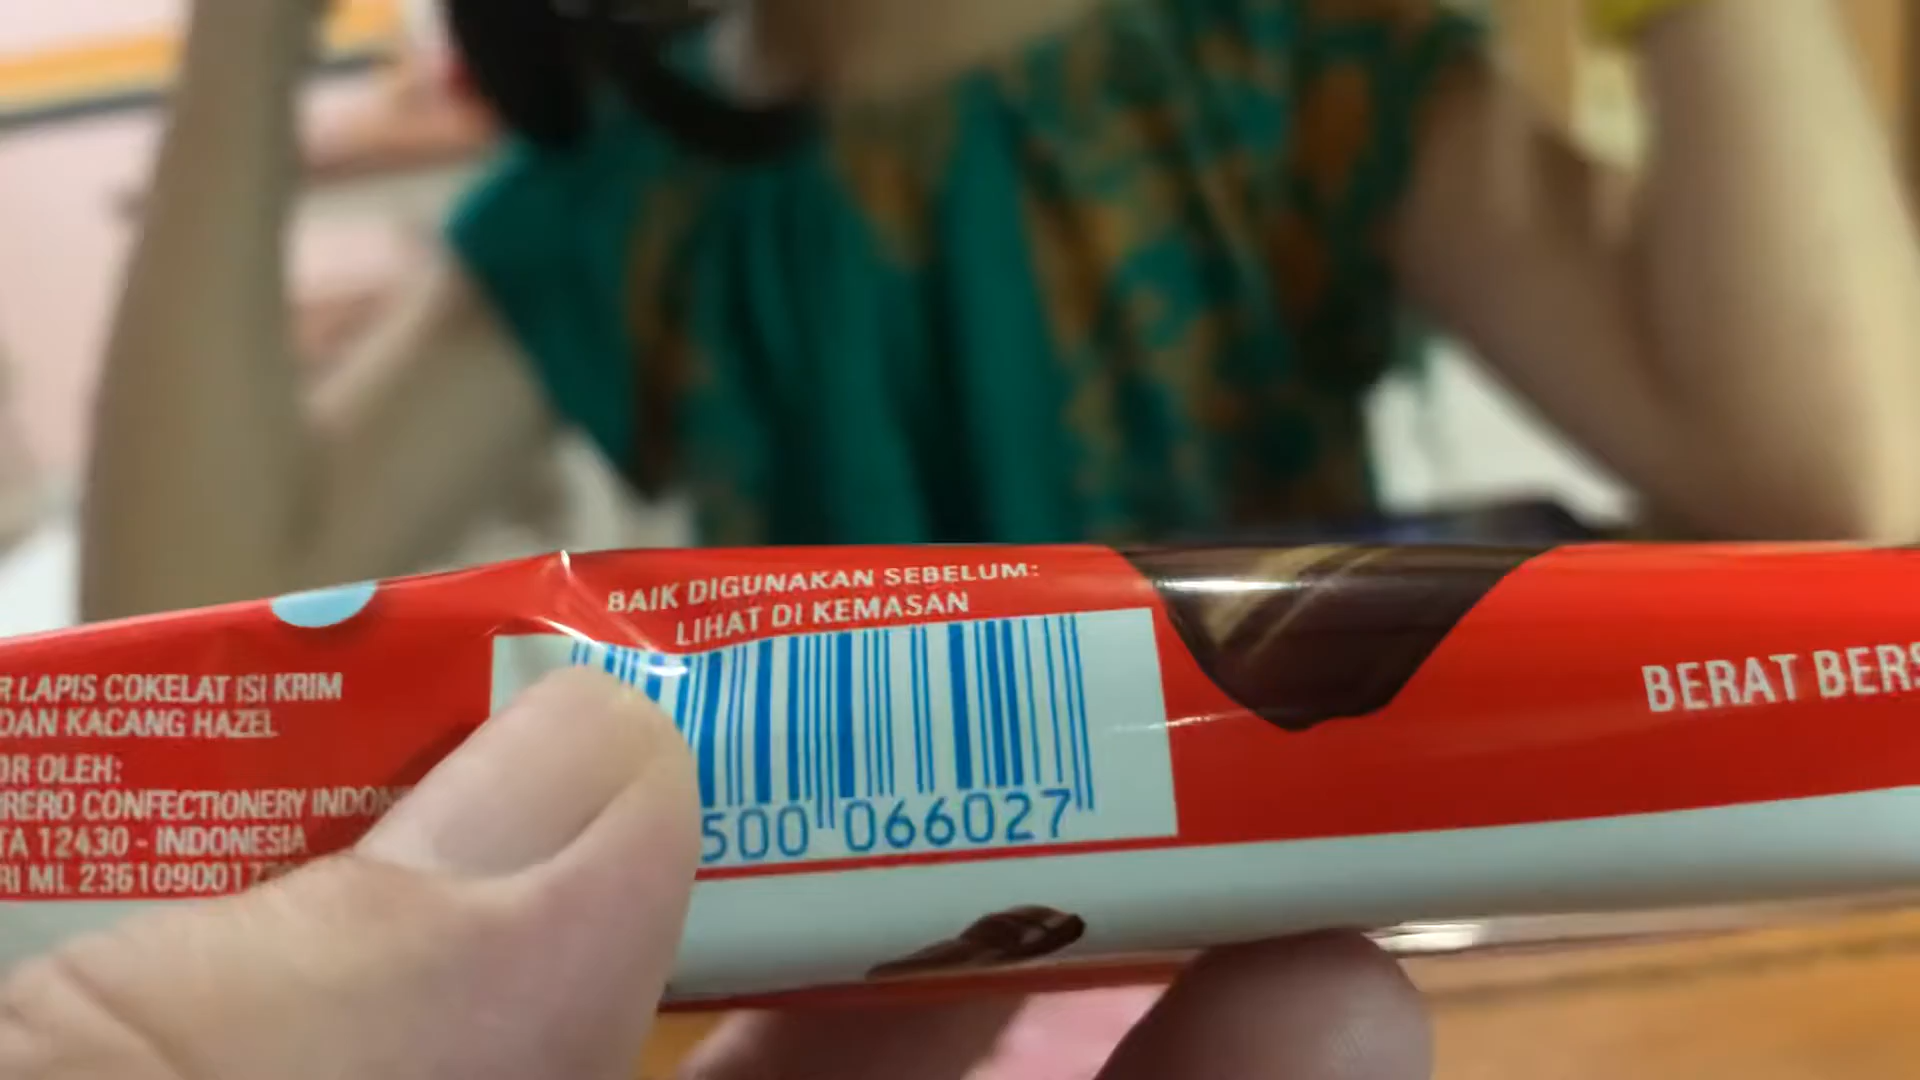 BAIK DIGUNAKAN SEBELUM:
LIHAT DI KEMASAN
LAPIS COKELAT ISI KRIM
DAN KACANG HAZEL
OLEH:
CONFECTIONERY
12430 - INDONESIA
500 066027
BERAT